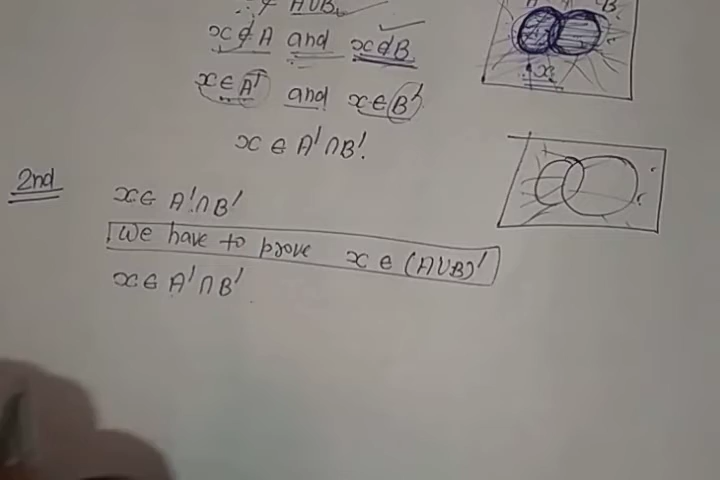 ∴ x ∉ A∪B
x ∉ A and x ∉ B
x ∈ A' and x ∈ B'
x ∈ A' ∩ B'.
2nd
x ∈ A' ∩ B'
We have to prove x ∈ (A∪B)'
x ∈ A' ∩ B'
A B
x